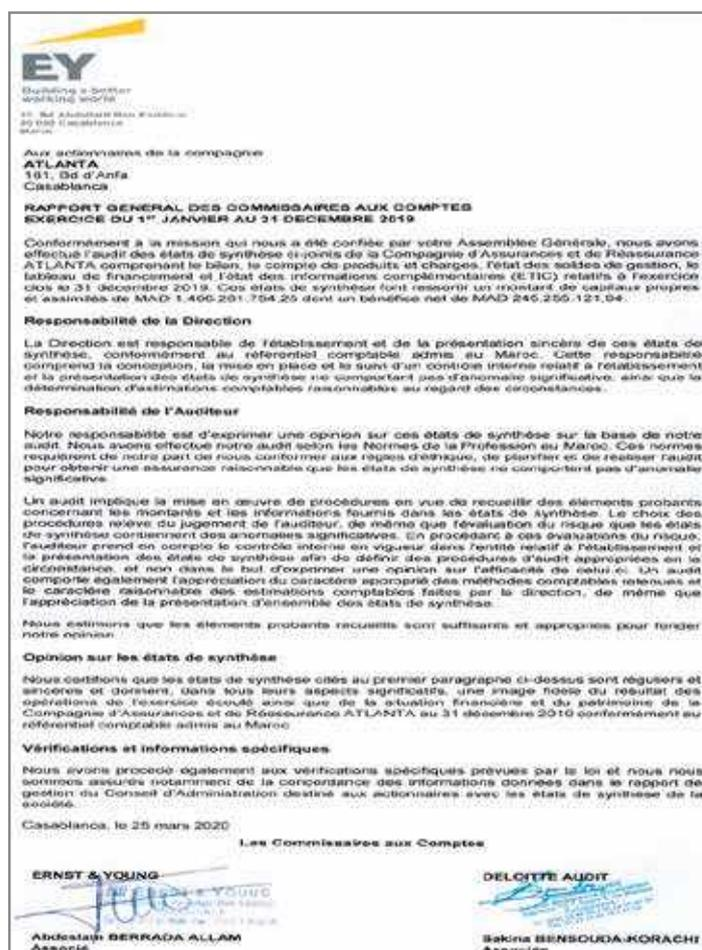 EY
Building a better
working world
37, Bd Abdellatif Ben Kaddour
20 050 Casablanca
Maroc
Aux actionnaires de la compagnie
ATLANTA
181, Bd d'Anfa
Casablanca
RAPPORT GENERAL DES COMMISSAIRES AUX COMPTES
EXERCICE DU 1er JANVIER AU 31 DECEMBRE 2019
Conformément à la mission qui nous a été confiée par votre Assemblée Générale, nous avons
effectué l'audit des états de synthèse ci-joints de la Compagnie d'Assurances et de Réassurance
ATLANTA comprenant le bilan, le compte de produits et charges, l'état des soldes de gestion, le
tableau de financement et l'état des informations complémentaires (ETIC) relatifs à l'exercice
clos le 31 décembre 2019. Ces états de synthèse font ressortir un montant de capitaux propres
et assimilés de MAD dont un bénéfice net de MAD
Responsabilité de la Direction
La Direction est responsable de l'établissement et de la présentation sincère de ces états de
synthèse, conformément au référentiel comptable admis au Maroc. Cette responsabilité
comprend la conception, la mise en place et le suivi d'un contrôle interne relatif à l'établissement
et la présentation des états de synthèse ne comportant pas d'anomalie significative, ainsi que la
détermination d'estimations comptables raisonnables au regard des circonstances.
Responsabilité de l'Auditeur
Notre responsabilité est d'exprimer une opinion sur ces états de synthèse sur la base de notre
audit. Nous avons effectué notre audit selon les Normes de la Profession au Maroc. Ces normes
requièrent de notre part de nous conformer aux règles d'éthique, de planifier et de réaliser l'audit
pour obtenir une assurance raisonnable que les états de synthèse ne comportent pas d'anomalie
significative.
Un audit implique la mise en œuvre de procédures en vue de recueillir des éléments probants
concernant les montants et les informations fournis dans les états de synthèse. Le choix des
procédures relève du jugement de l'auditeur, de même que l'évaluation du risque que les états
de synthèse contiennent des anomalies significatives. En procédant à ces évaluations du risque,
l'auditeur prend en compte le contrôle interne en vigueur dans l'entité relatif à l'établissement et
la présentation des états de synthèse afin de définir des procédures d'audit appropriées en la
circonstance, et non dans le but d'exprimer une opinion sur l'efficacité de celui-ci. Un audit
comporte également l'appréciation du caractère approprié des méthodes comptables retenues et
le caractère raisonnable des estimations comptables faites par la direction, de même que
l'appréciation de la présentation d'ensemble des états de synthèse.
Nous estimons que les éléments probants recueillis sont suffisants et appropriés pour fonder
notre opinion.
Opinion sur les états de synthèse
Nous certifions que les états de synthèse cités au premier paragraphe ci-dessus sont réguliers et
sincères et donnent, dans tous leurs aspects significatifs, une image fidèle du résultat des
opérations de l'exercice écoulé ainsi que de la situation financière et du patrimoine de la
Compagnie d'Assurances et de Réassurance ATLANTA au 31 décembre 2019 conformément au
référentiel comptable admis au Maroc.
Vérifications et informations spécifiques
Nous avons procédé également aux vérifications spécifiques prévues par la loi et nous nous
sommes assurés notamment de la concordance des informations données dans le rapport de
gestion du Conseil d'Administration destiné aux actionnaires avec les états de synthèse de la
société.
Casablanca, le 25 mars 2020
Les Commissaires aux Comptes
ERNST & YOUNG
DELOITTE AUDIT
ERNST & YOUNG
Abdeslam BERRADA ALLAM
Associé
Sakina BENSOUDA-KORACHI
Associée